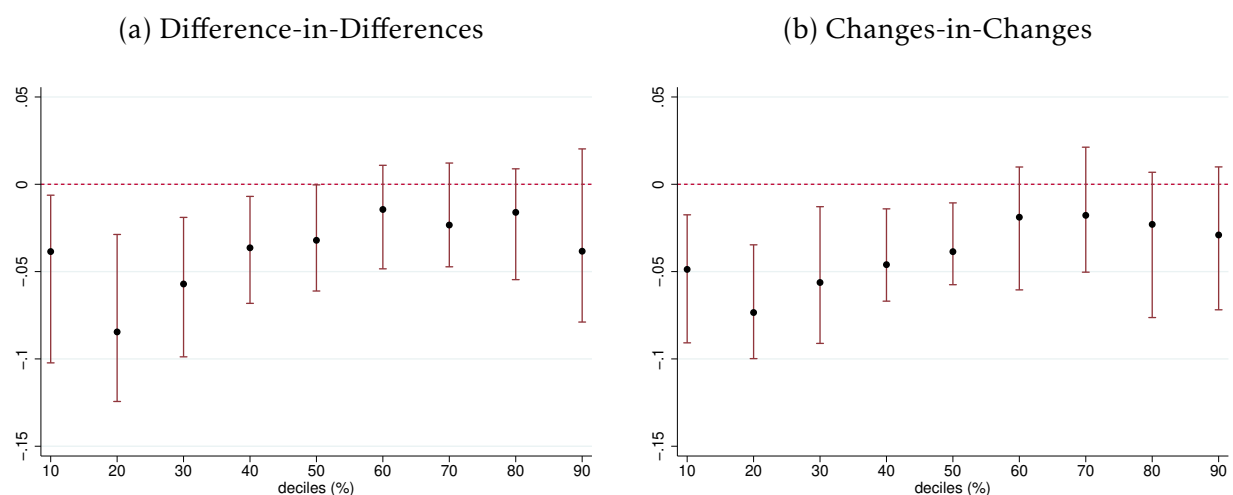 (a) Difference-in-Differences
.05
0
-.05
-.1
-.15
10 20 30 40 50 60 70 80 90
deciles (%)
(b) Changes-in-Changes
.05
0
-.05
-.1
-.15
10 20 30 40 50 60 70 80 90
deciles (%)